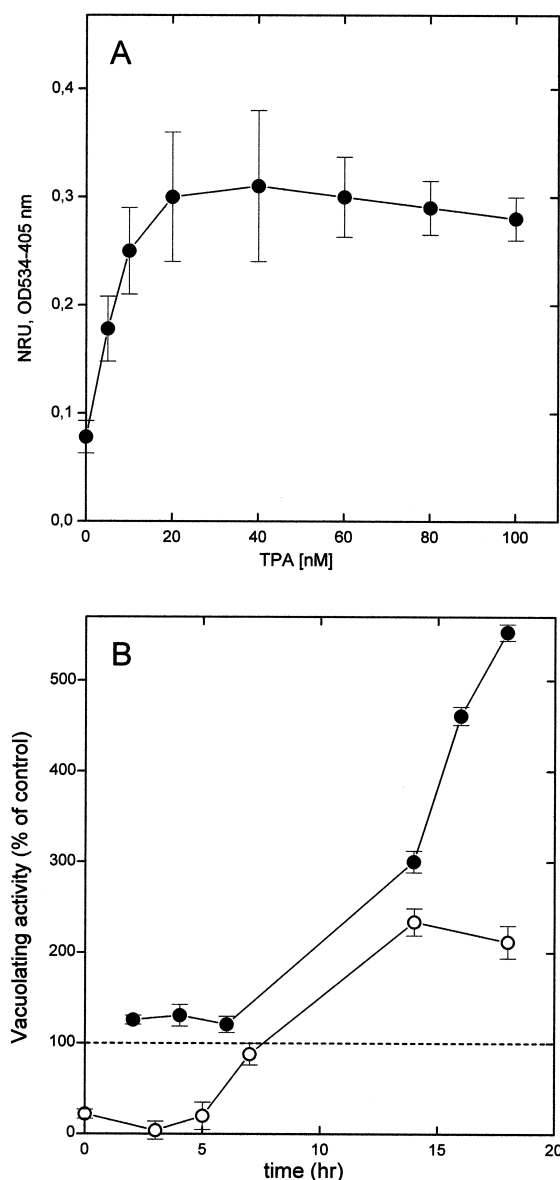 A
0,4
0,3
0,2
0,1
0,0
NRU, OD534-405 nm
0 20 40 60 80 100
TPA [nM]
B
500
400
300
200
100
0
Vacuolating activity (% of control)
0 5 10 15 20
time (hr)